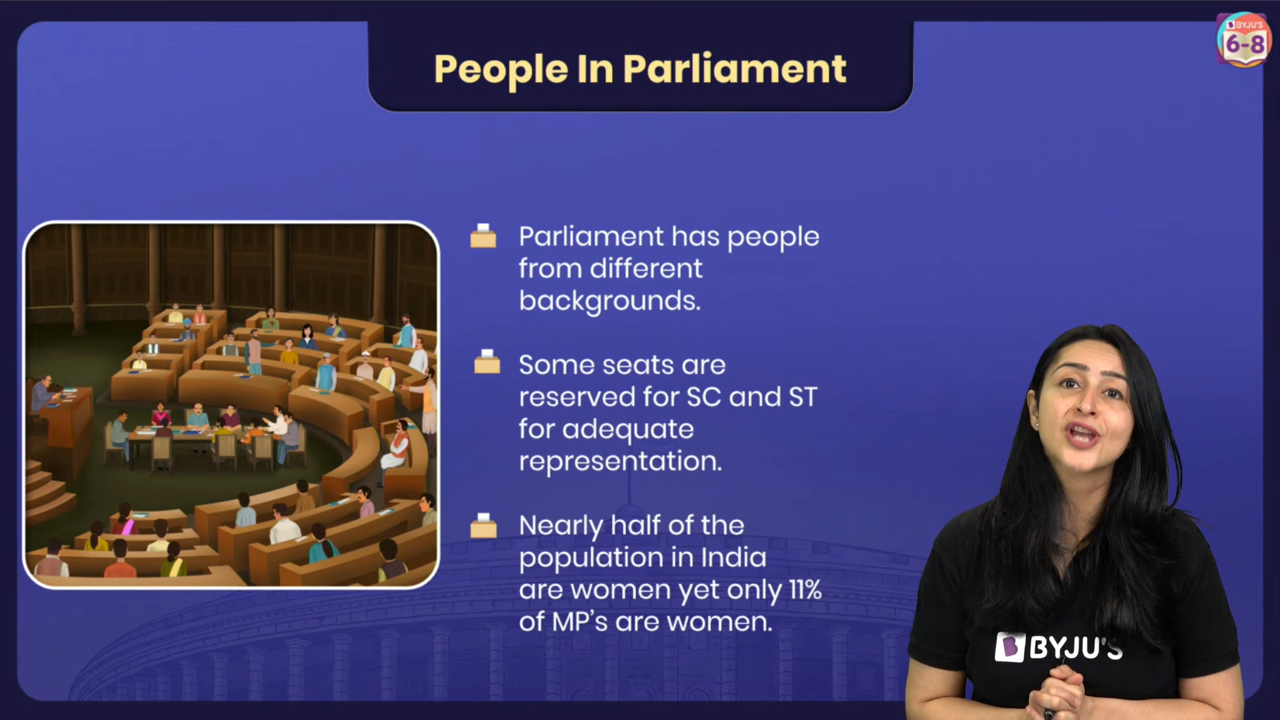 People In Parliament
BYJU'S
6-8
Parliament has people
from different
backgrounds.
Some seats are
reserved for SC and ST
for adequate
representation.
Nearly half of the
population in India
are women yet only 11%
of MP's are women.
BYJU'S